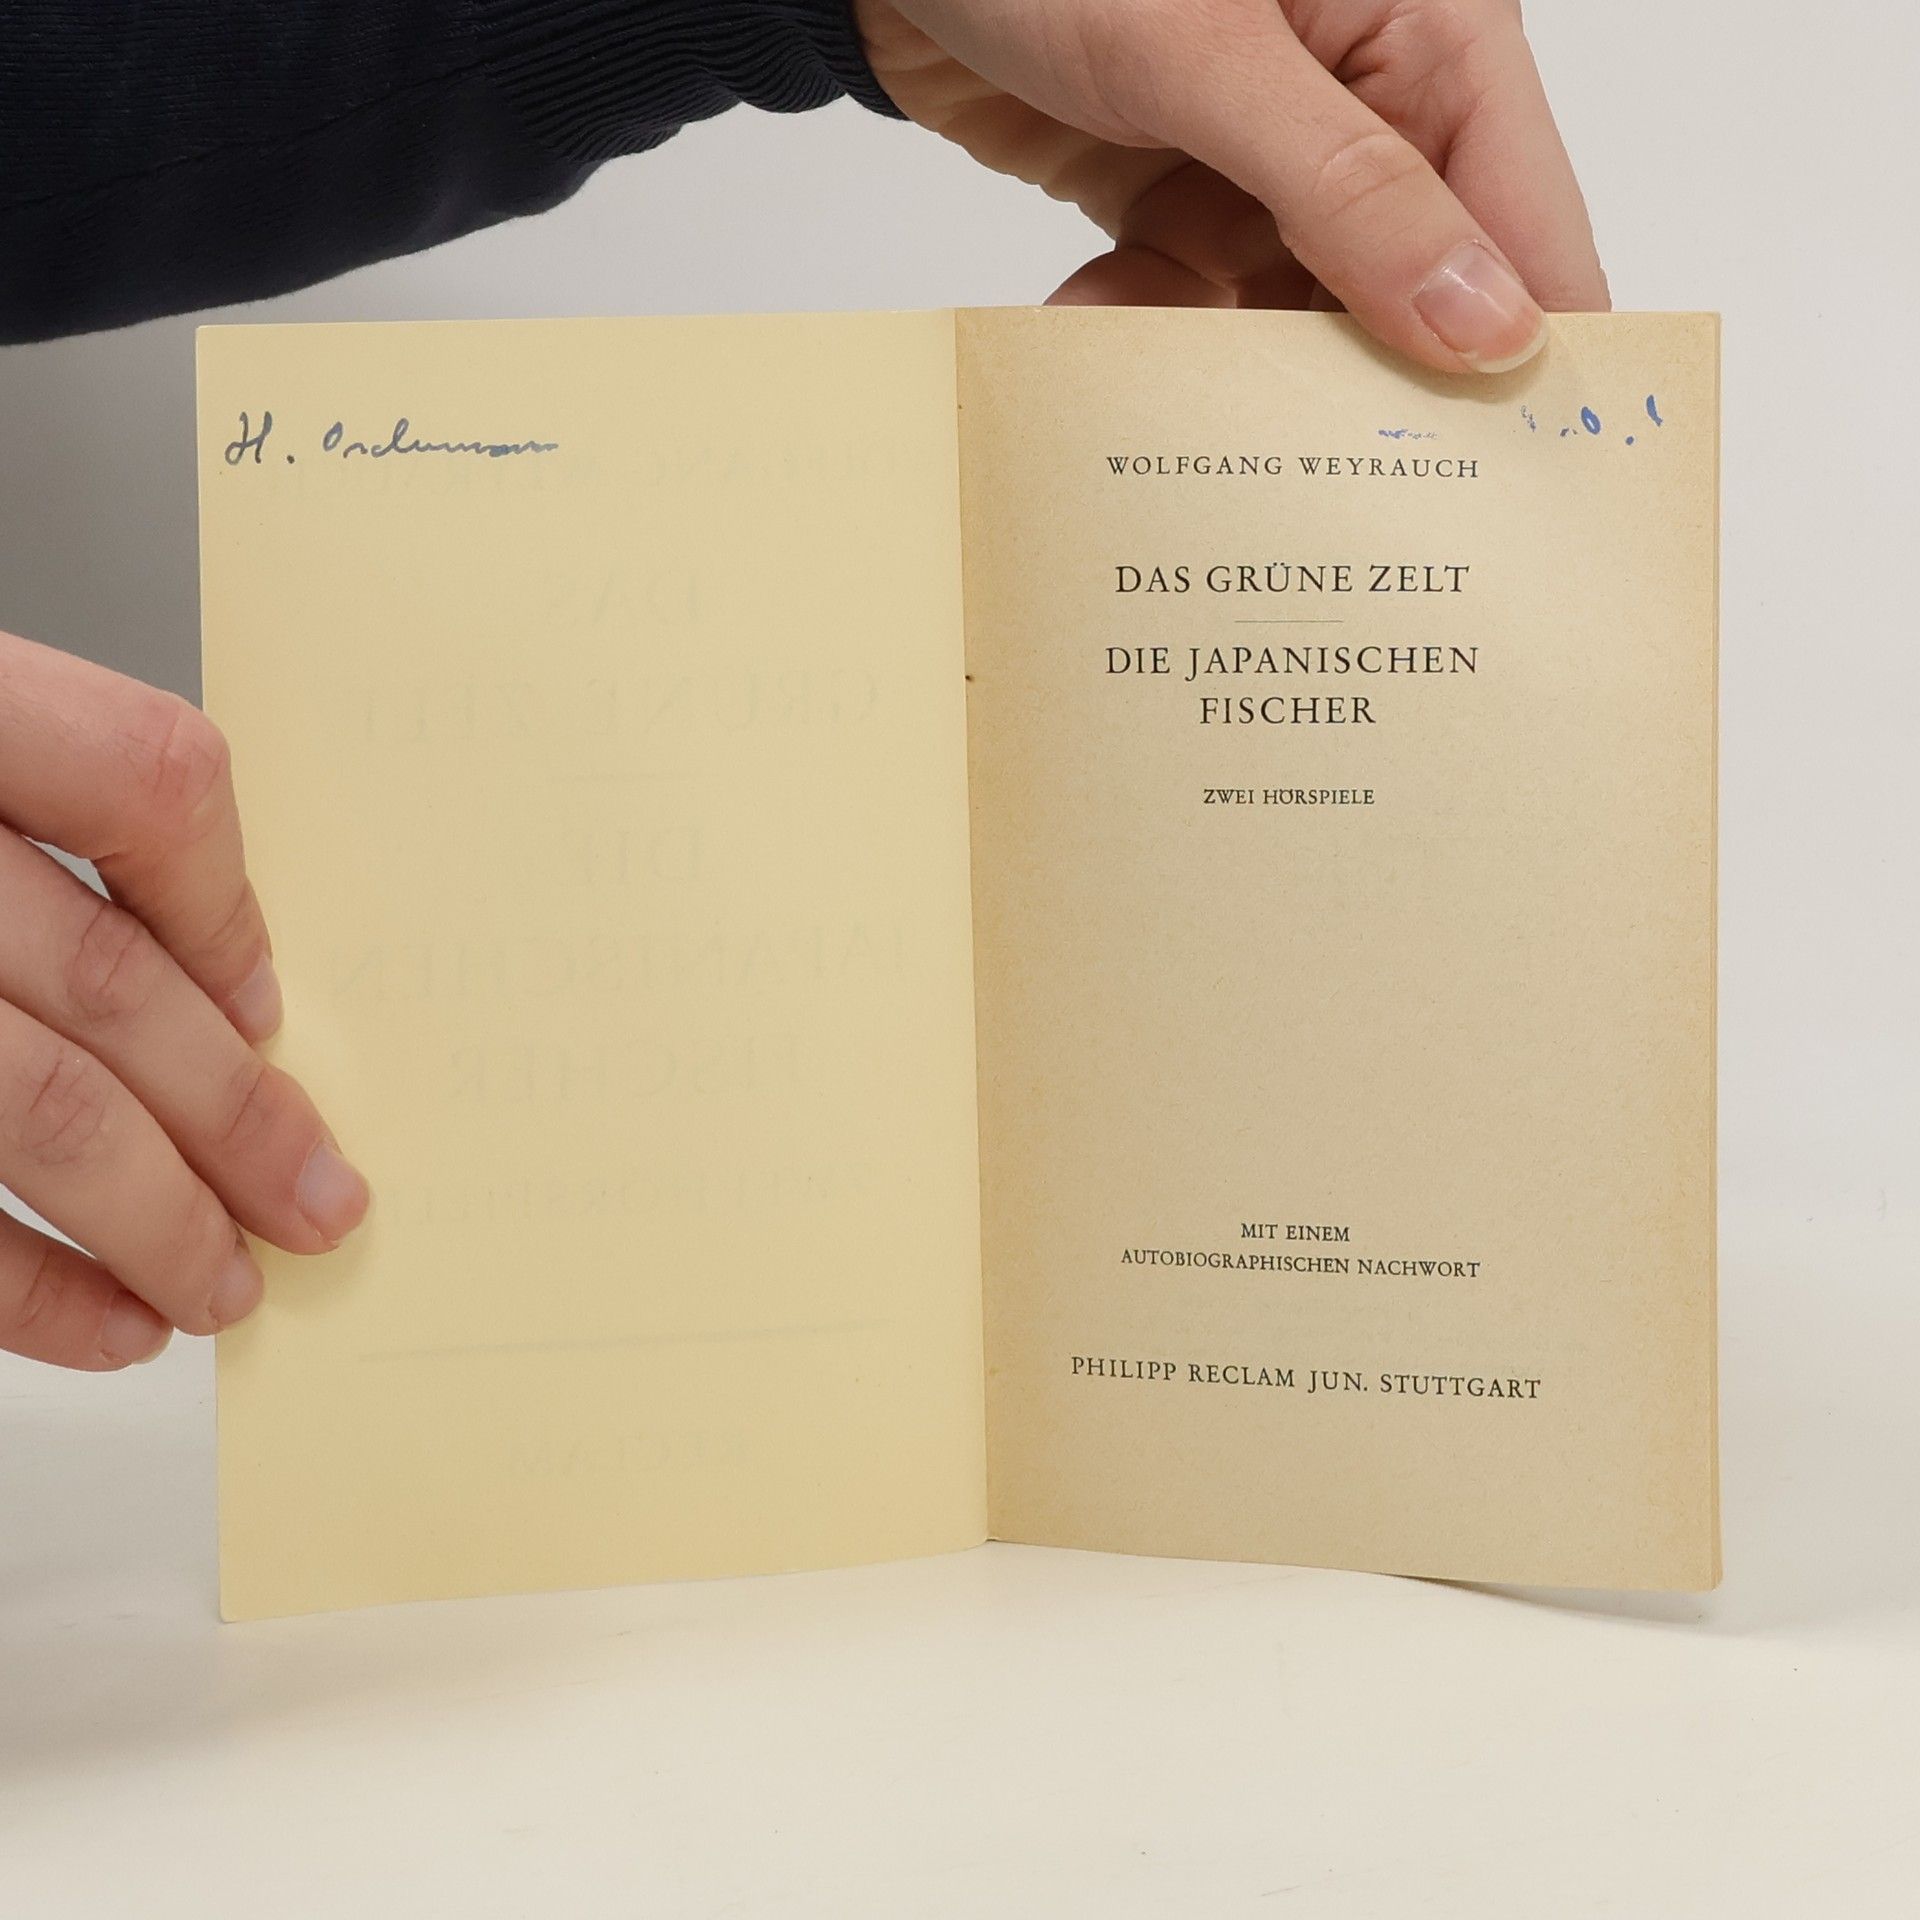 H.
WOLFGANG WEYRAUCH
DAS GRÜNE ZELT
DIE JAPANISCHEN
FISCHER
ZWEI HÖRSPIELE
MIT EINEM
AUTOBIOGRAPHISCHEN NACHWORT
PHILIPP RECLAM JUN. STUTTGART